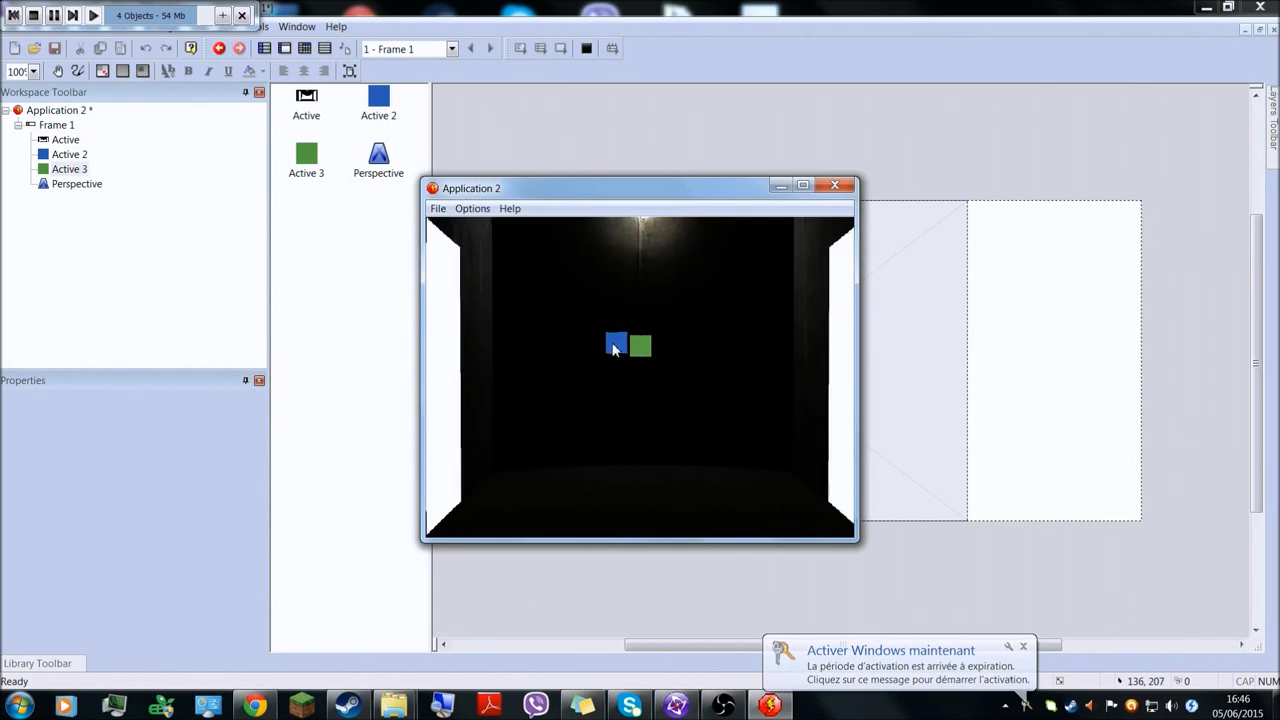 4 Objects - 54 Mb
Window Help
1 - Frame 1
100%
Workspace Toolbar
Application 2 *
Frame 1
Active
Active 2
Active 3
Perspective
Properties
Library Toolbar
Ready
Active
Active 2
Active 3
Perspective
Application 2
File Options Help
Layers Toolbar
Activer Windows maintenant
La période d'activation est arrivée à expiration.
Cliquez sur ce message pour démarrer l'activation.
136, 207
0
CAP NUM
16:46
05/06/2015